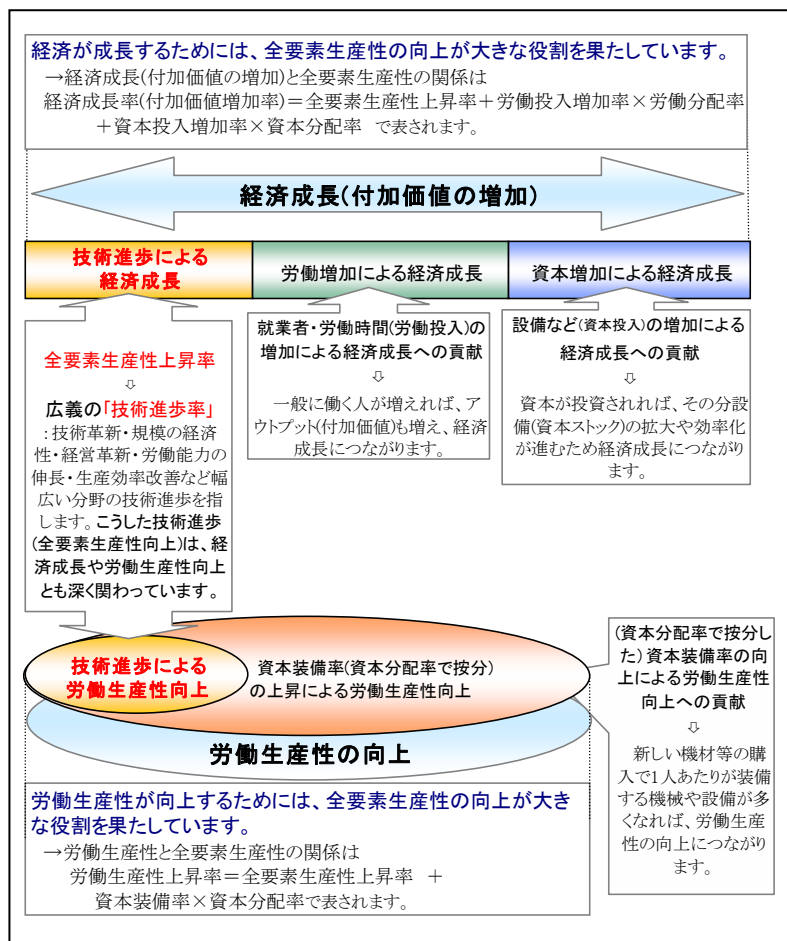 経済が成長するためには、全要素生産性の向上が大きな役割を果たしています。
→経済成長(付加価値の増加)と全要素生産性の関係は
経済成長率(付加価値増加率)＝全要素生産性上昇率＋労働投入増加率×労働分配率
＋資本投入増加率×資本分配率 で表されます。
経済成長(付加価値の増加)
技術進歩による
経済成長
労働増加による経済成長
資本増加による経済成長
全要素生産性上昇率
⇩
広義の「技術進歩率」
：技術革新・規模の経済
性・経営革新・労働能力の
伸長・生産効率改善など幅
広い分野の技術進歩を指
します。こうした技術進歩
(全要素生産性向上)は、経
済成長や労働生産性向上
とも深く関わっています。
就業者・労働時間(労働投入)の
増加による経済成長への貢献
⇩
一般に働く人が増えれば、ア
ウトプット(付加価値)も増え、経済
成長につながります。
設備など(資本投入)の増加による
経済成長への貢献
⇩
資本が投資されれば、その分設
備(資本ストック)の拡大や効率化
が進むため経済成長につながり
ます。
技術進歩による
労働生産性向上
資本装備率(資本分配率で按分)
の上昇による労働生産性向上
労働生産性の向上
(資本分配率で按分し
た)資本装備率の向
上による労働生産性
向上への貢献
⇩
新しい機材等の購
入で1人あたりが装備
する機械や設備が多
くなれば、労働生産
性の向上につながり
ます。
労働生産性が向上するためには、全要素生産性の向上が大き
な役割を果たしています。
→労働生産性と全要素生産性の関係は
労働生産性上昇率＝全要素生産性上昇率 ＋
資本装備率×資本分配率で表されます。